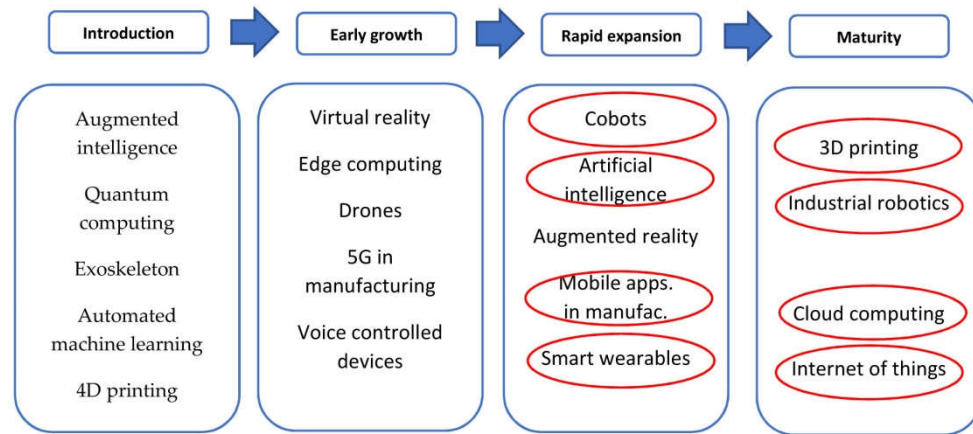 Introduction
Early growth
Rapid expansion
Maturity
Augmented
intelligence
Quantum
computing
Exoskeleton
Automated
machine learning
4D printing
Virtual reality
Edge computing
Drones
5G in
manufacturing
Voice controlled
devices
Cobots
Artificial
intelligence
Augmented reality
Mobile apps.
in manufac.
Smart wearables
3D printing
Industrial robotics
Cloud computing
Internet of things